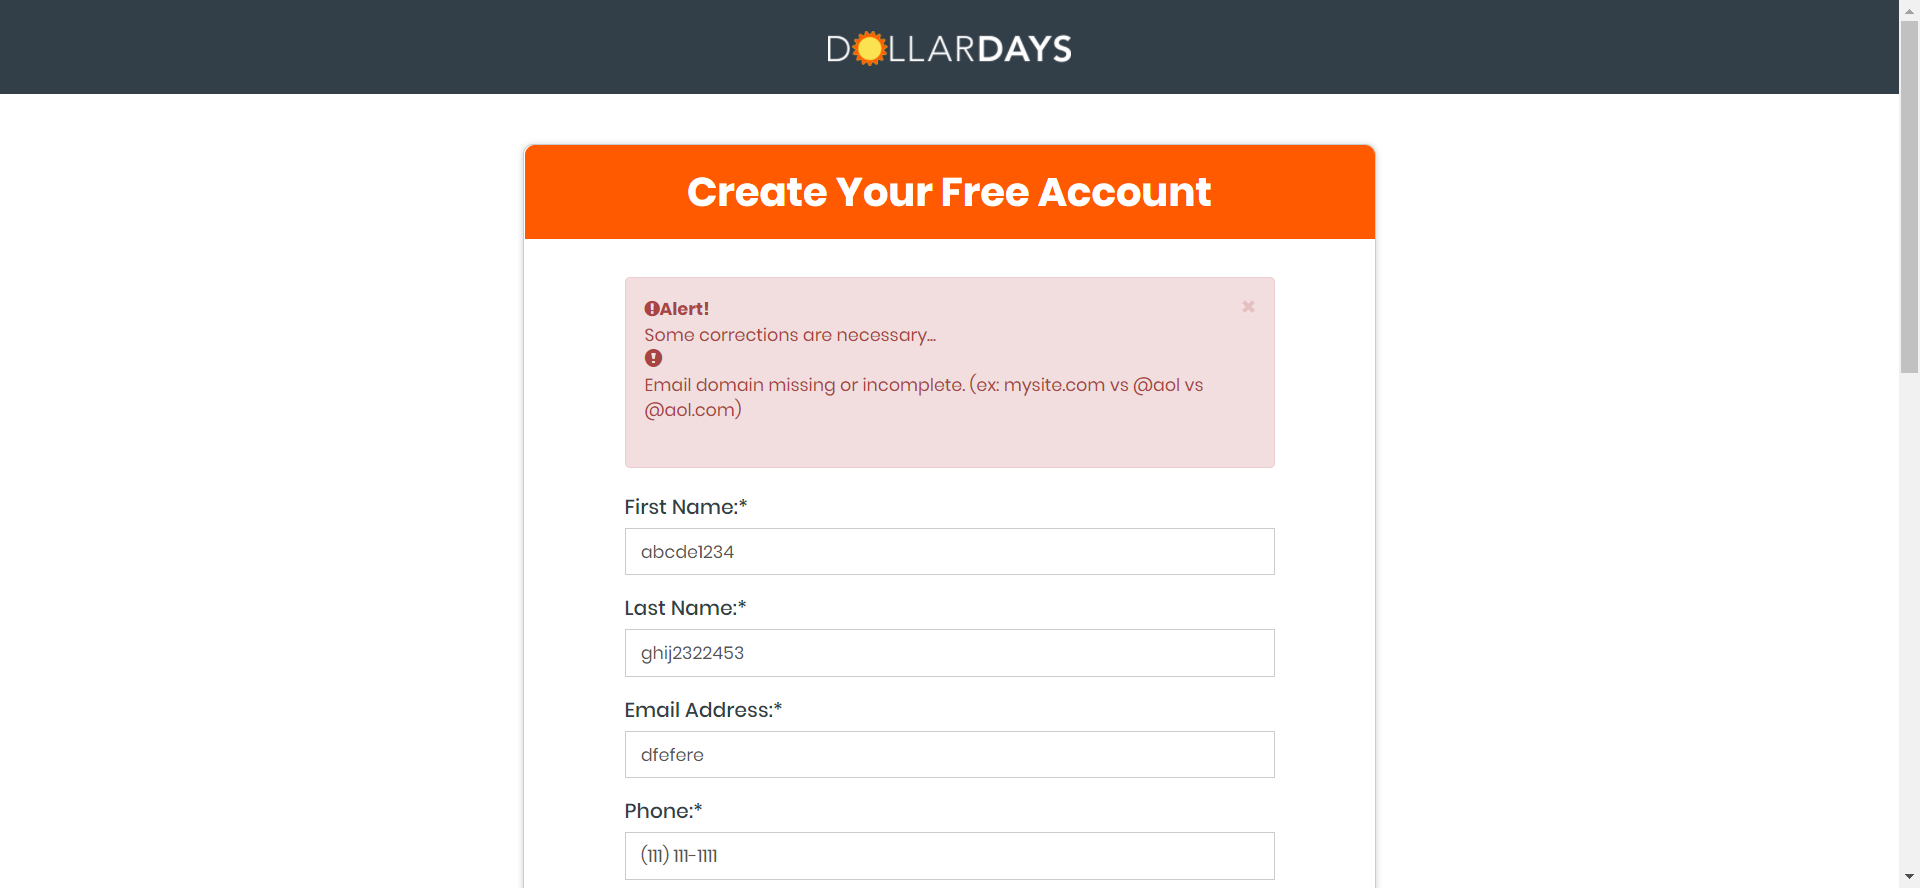 DOLLARDAYS
Create Your Free Account
Alert!
Some corrections are necessary...
Email domain missing or incomplete. (ex: mysite.com vs @aol vs
@aol.com)
First Name:*
abcde1234
Last Name:*
ghij2322453
Email Address:*
dfefere
Phone:*
(111) 111-1111